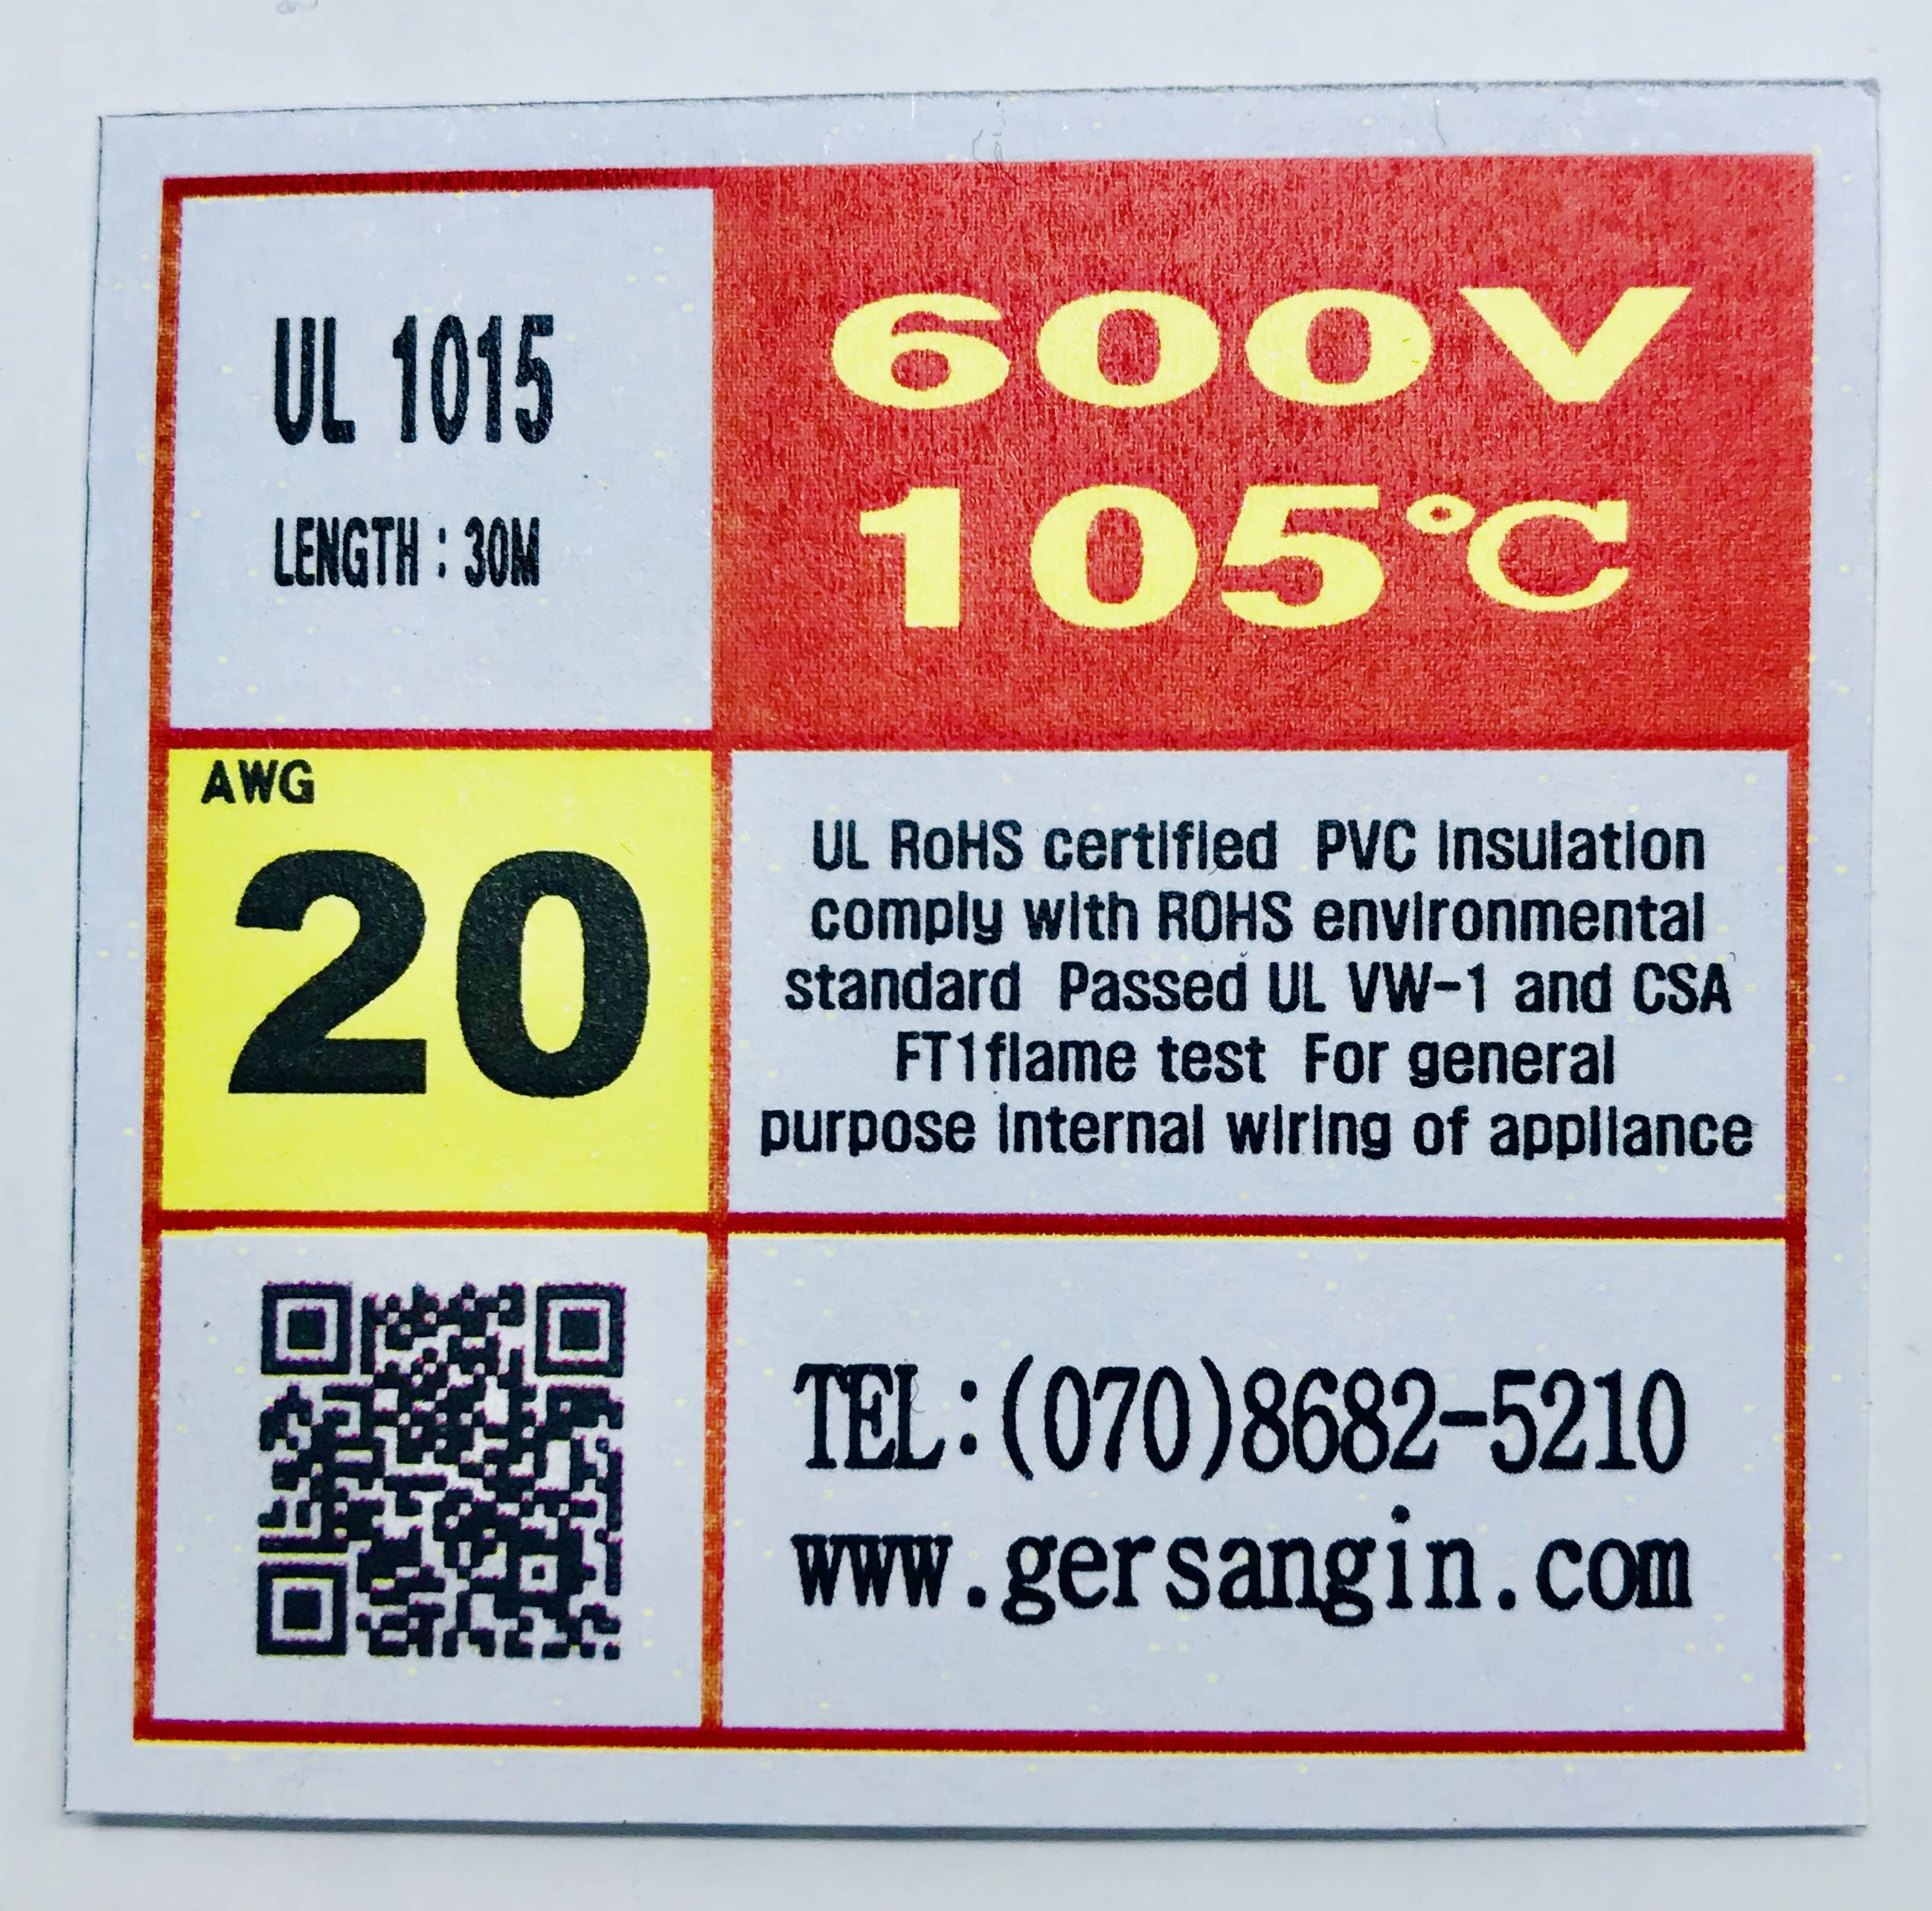 UL 1015
LENGTH : 30M
600V
105℃
AWG
20
UL RoHS certified PVC Insulation
comply with ROHS environmental
standard Passed UL VW-1 and CSA
FT1flame test For general
purpose internal wiring of appliance
TEL:(070)8682-5210
www.gersangin.com